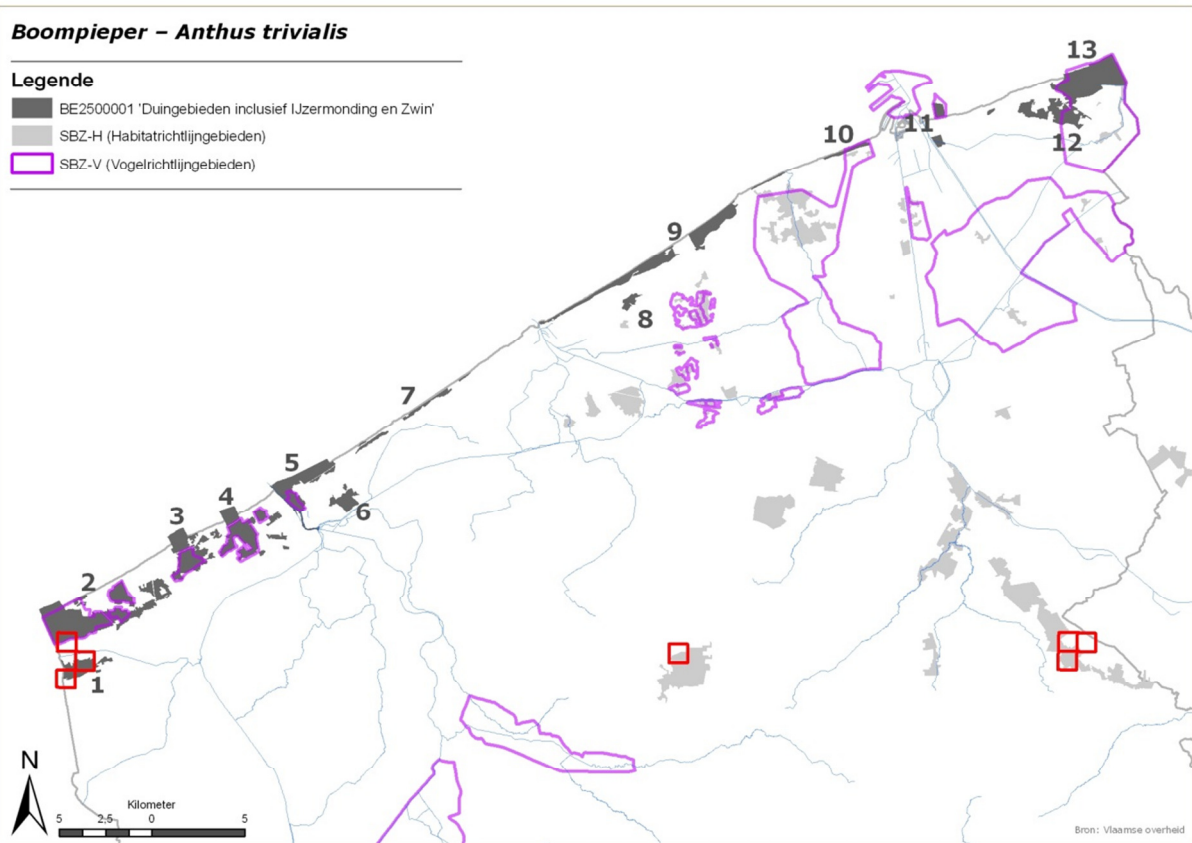 Boompieper – Anthus trivialis
Legende
BE2500001 'Duingebieden inclusief IJzermonding en Zwin'
SBZ-H (Habitatrichtlijngebieden)
SBZ-V (Vogelrichtlijngebieden)
13
12
11
10
9
8
7
5
6
4
3
2
1
N
Kilometer
5 2,5 0 5
Bron: Vlaamse overheid